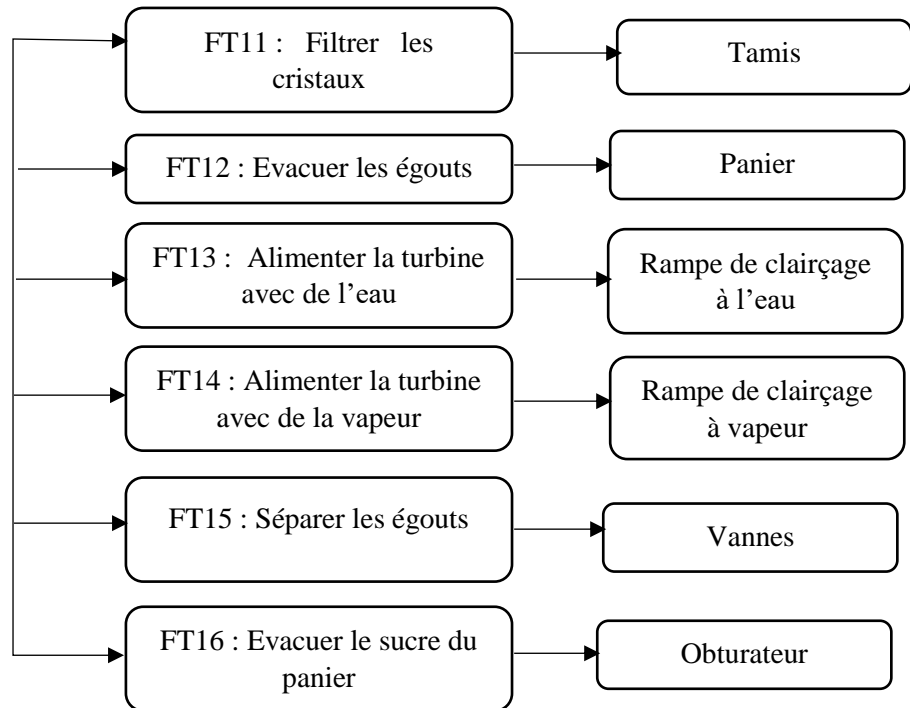 FT11 : Filtrer les
cristaux
Tamis
FT12 : Evacuer les égouts
Panier
FT13 : Alimenter la turbine
avec de l’eau
Rampe de clairçage
à l’eau
FT14 : Alimenter la turbine
avec de la vapeur
Rampe de clairçage
à vapeur
FT15 : Séparer les égouts
Vannes
FT16 : Evacuer le sucre du
panier
Obturateur